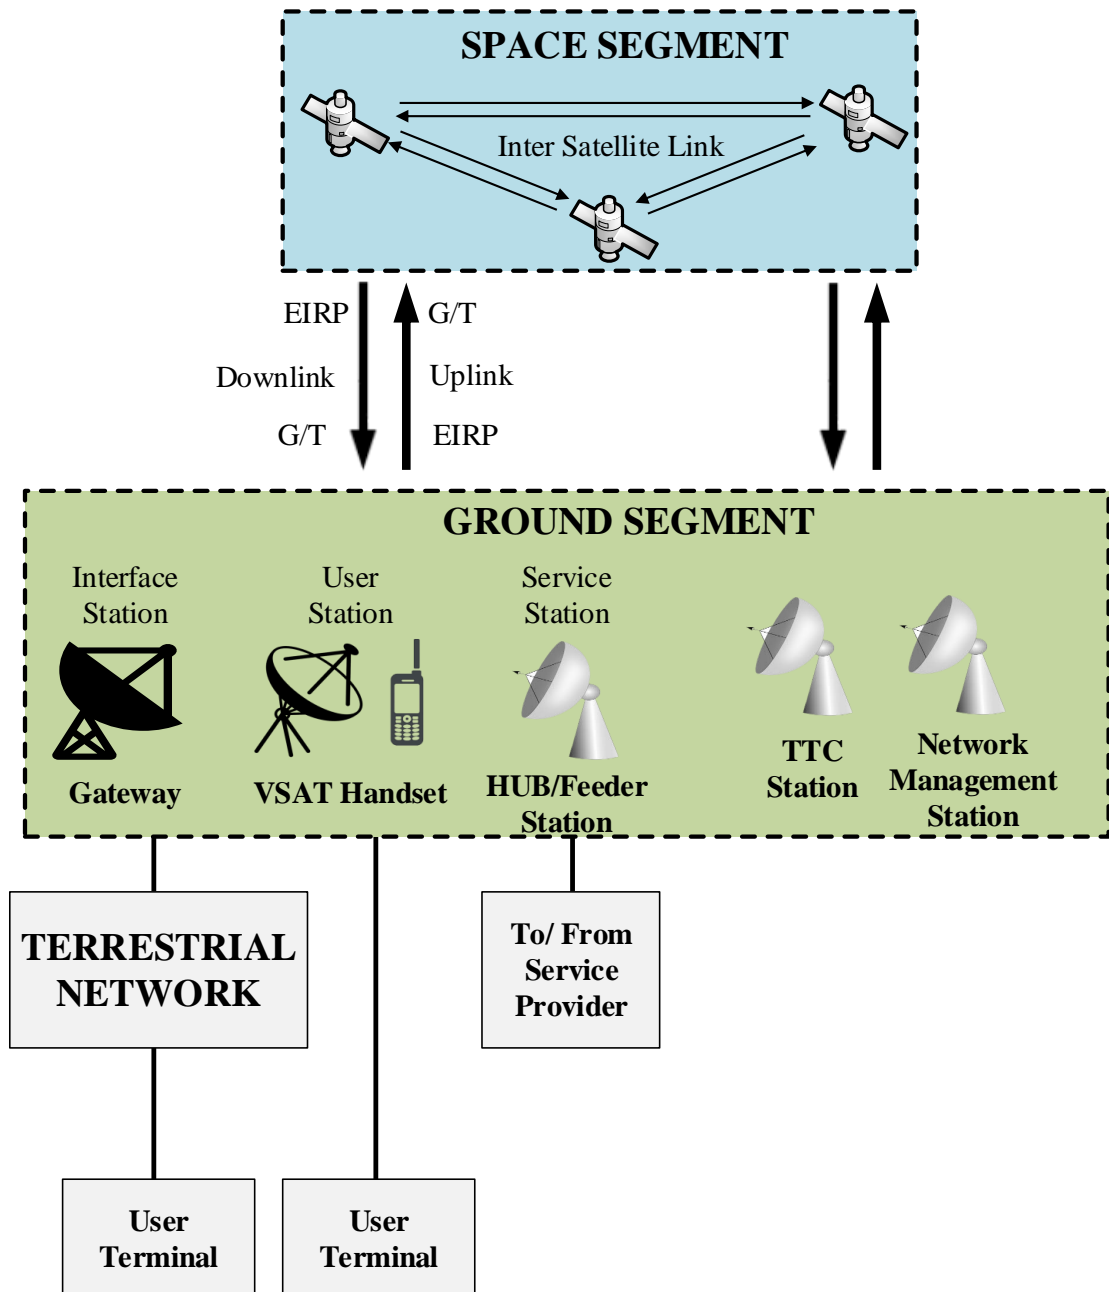 SPACE SEGMENT
Inter Satellite Link
EIRP
G/T
Downlink
Uplink
G/T
EIRP
GROUND SEGMENT
Interface
Station
User
Station
Service
Station
Gateway
VSAT Handset
HUB/Feeder
Station
TTC
Station
Network
Management
Station
TERRESTRIAL
NETWORK
To/ From
Service
Provider
User
Terminal
User
Terminal